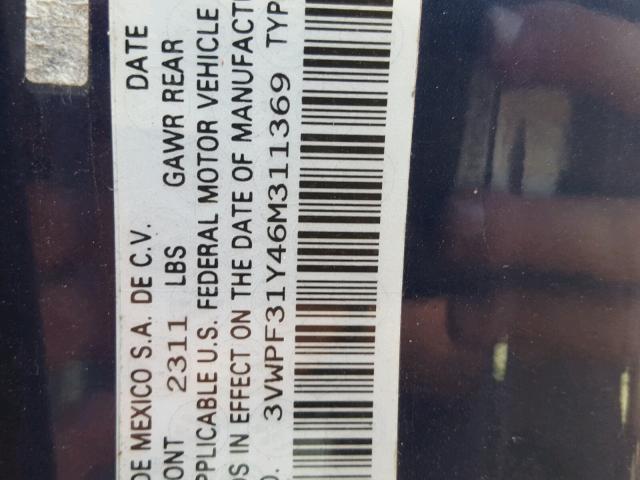 DE MEXICO S.A. DE C.V. DATE
ONT 2311 LBS GAWR REAR
PPLICABLE U.S. FEDERAL MOTOR VEHICLE
DS IN EFFECT ON THE DATE OF MANUFACT
3VWPF31Y46M311369 TYP